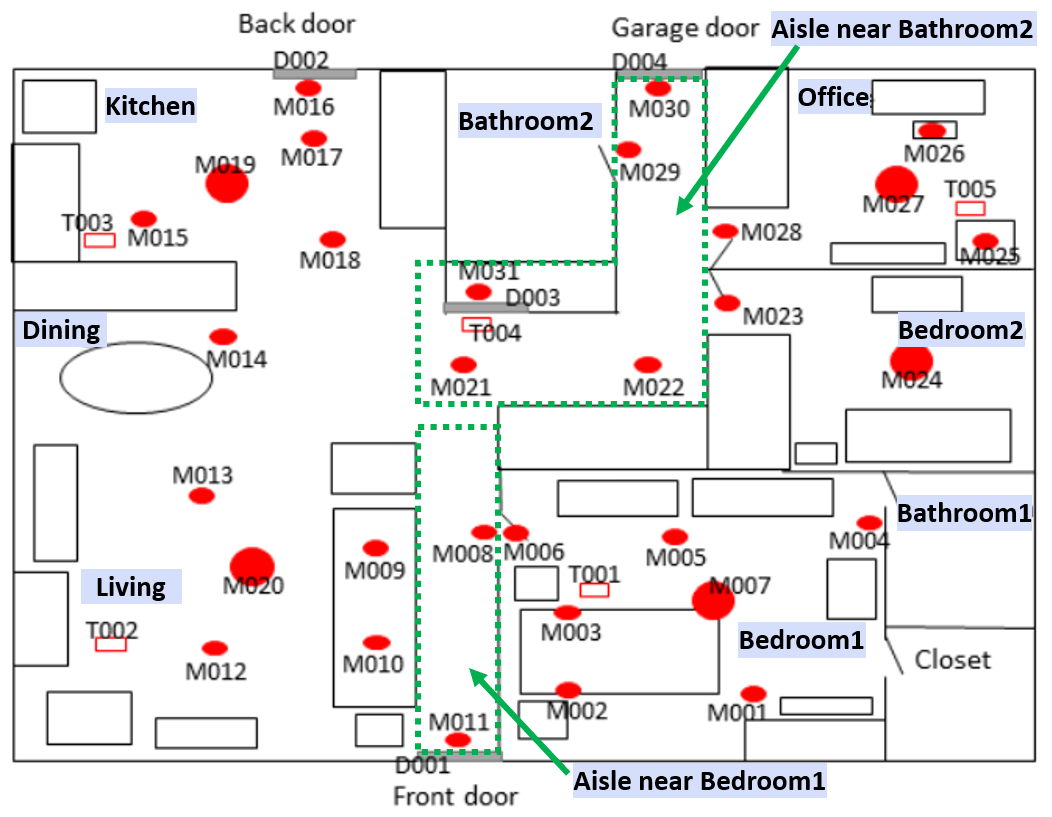 Back door
Garage door
Aisle near Bathroom2
D002
D004
Kitchen
M016
Bathroom2
M030
Office
M017
M026
M019
M029
M027
T005
T003
M015
M028
M025
M018
M031
D003
Dining
T004
M023
Bedroom2
M014
M021
M022
M024
M013
Bathroom1
M008
M006
M005
M004
M009
T001
M020
M007
Living
T002
M003
M010
Bedroom1
Closet
M012
M002
M001
M011
D001
Aisle near Bedroom1
Front door